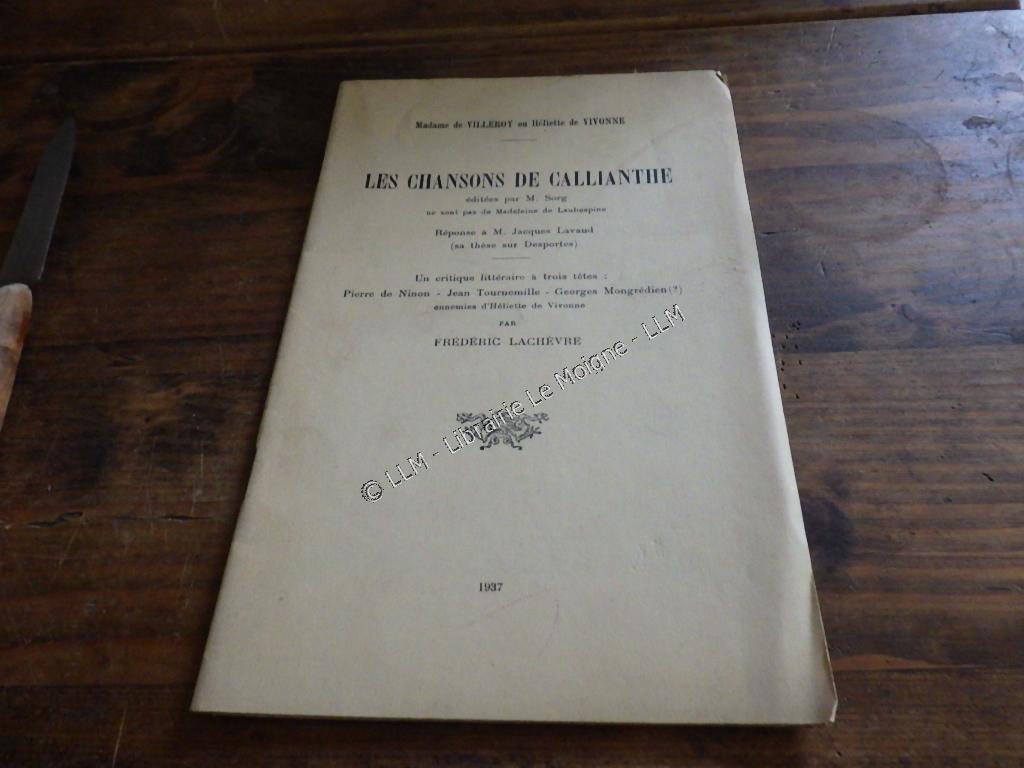 Madame de VILLEROY ou Héliette de VIVONNE
LES CHANSONS DE CALLIANTHE
éditées par M. Sorg
ne sont pas de Madeleine de Laubespine
Réponse à M. Jacques Lavaud
(sa thèse sur Desportes)
Un critique littéraire à trois têtes :
Pierre de Ninon - Jean Tournemille - Georges Mongrédien(?)
ennemies d'Héliette de Vivonne
PAR
FRÉDÉRIC LACHÈVRE
© LLM - Librairie Le Moigne - LLM
1937